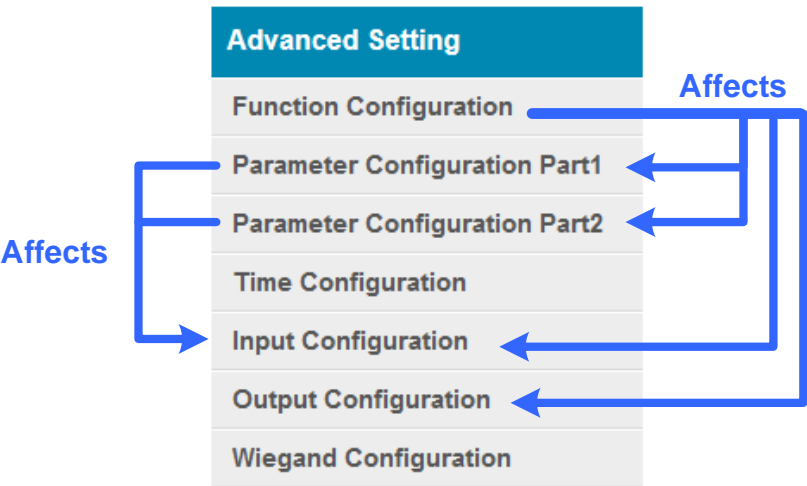 Advanced Setting
Affects
Function Configuration
Parameter Configuration Part1
Parameter Configuration Part2
Affects
Time Configuration
Input Configuration
Output Configuration
Wiegand Configuration